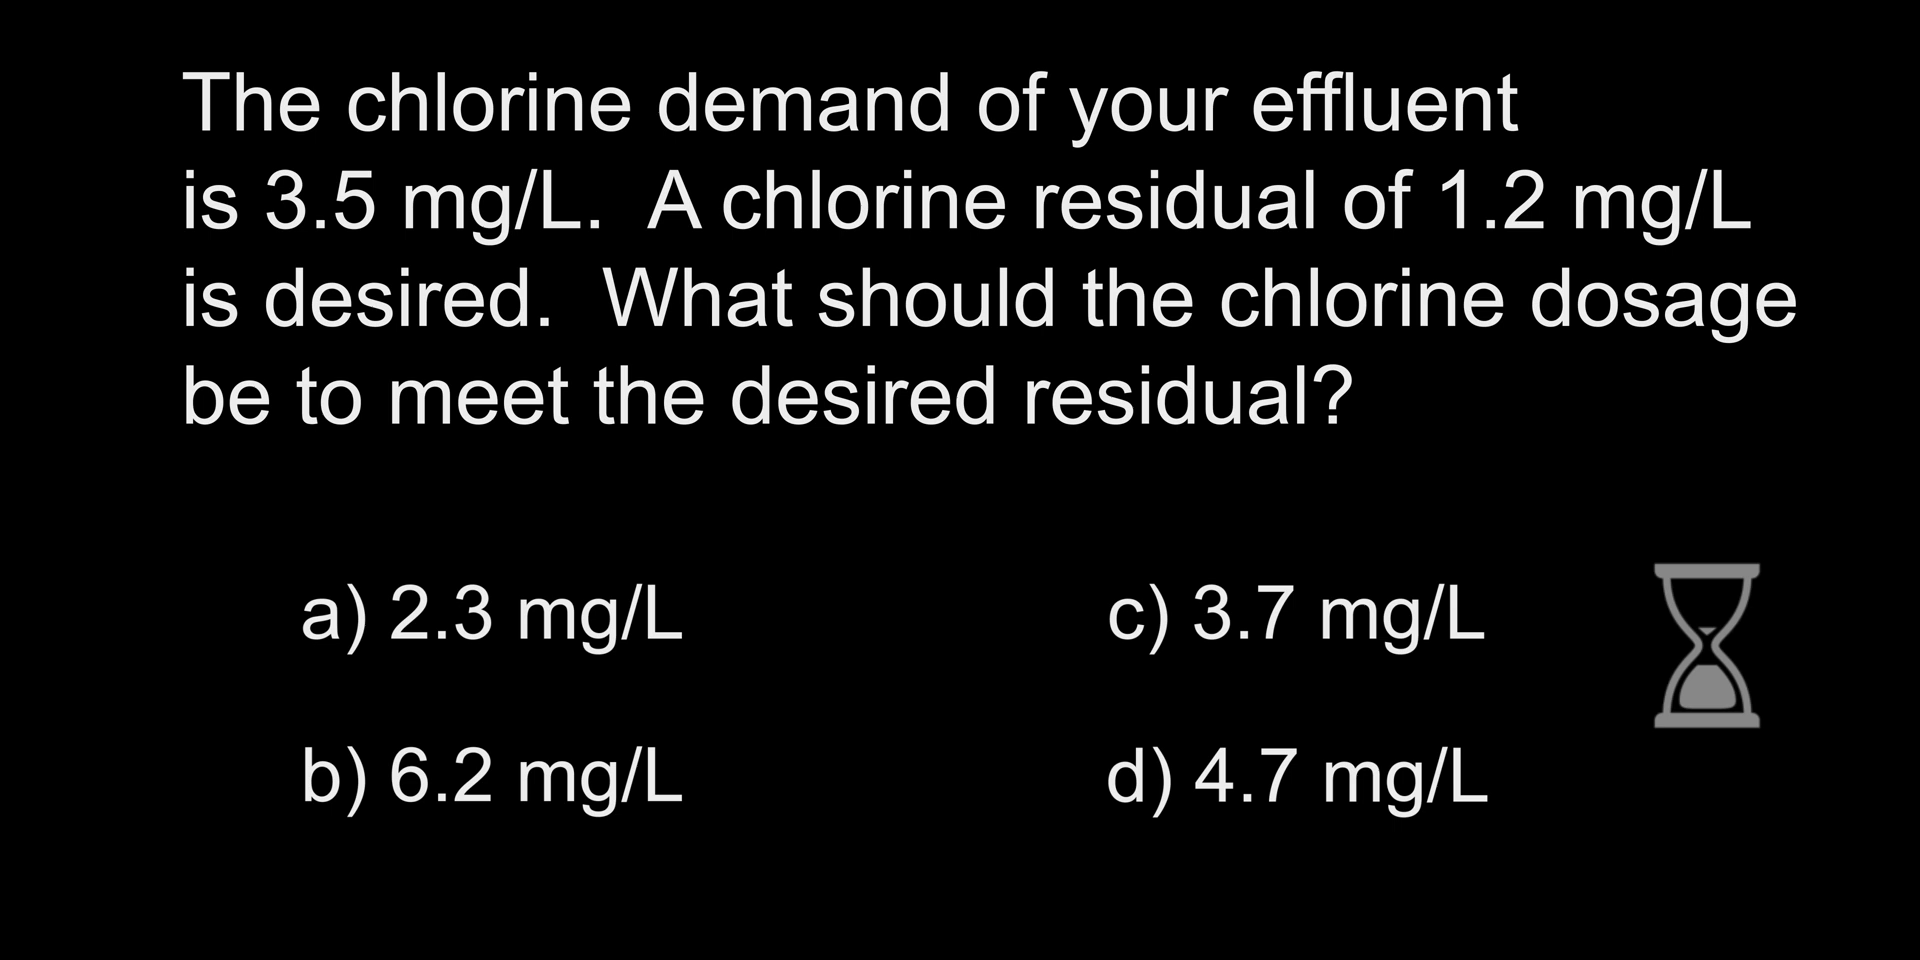 The chlorine demand of your effluent
is 3.5 mg/L.  A chlorine residual of 1.2 mg/L
is desired.  What should the chlorine dosage
be to meet the desired residual?
a) 2.3 mg/L
b) 6.2 mg/L
c) 3.7 mg/L
d) 4.7 mg/L